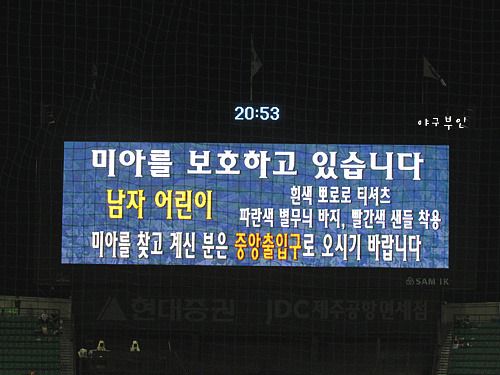 20:53
야구부인
미아를 보호하고 있습니다
남자 어린이
흰색 뽀로로 티셔츠
파란색 별무늬 바지, 빨간색 샌들 착용
미아를 찾고 계신 분은 중앙출입구로 오시기 바랍니다
SAM IK
현대증권 JDC제주공항면세점